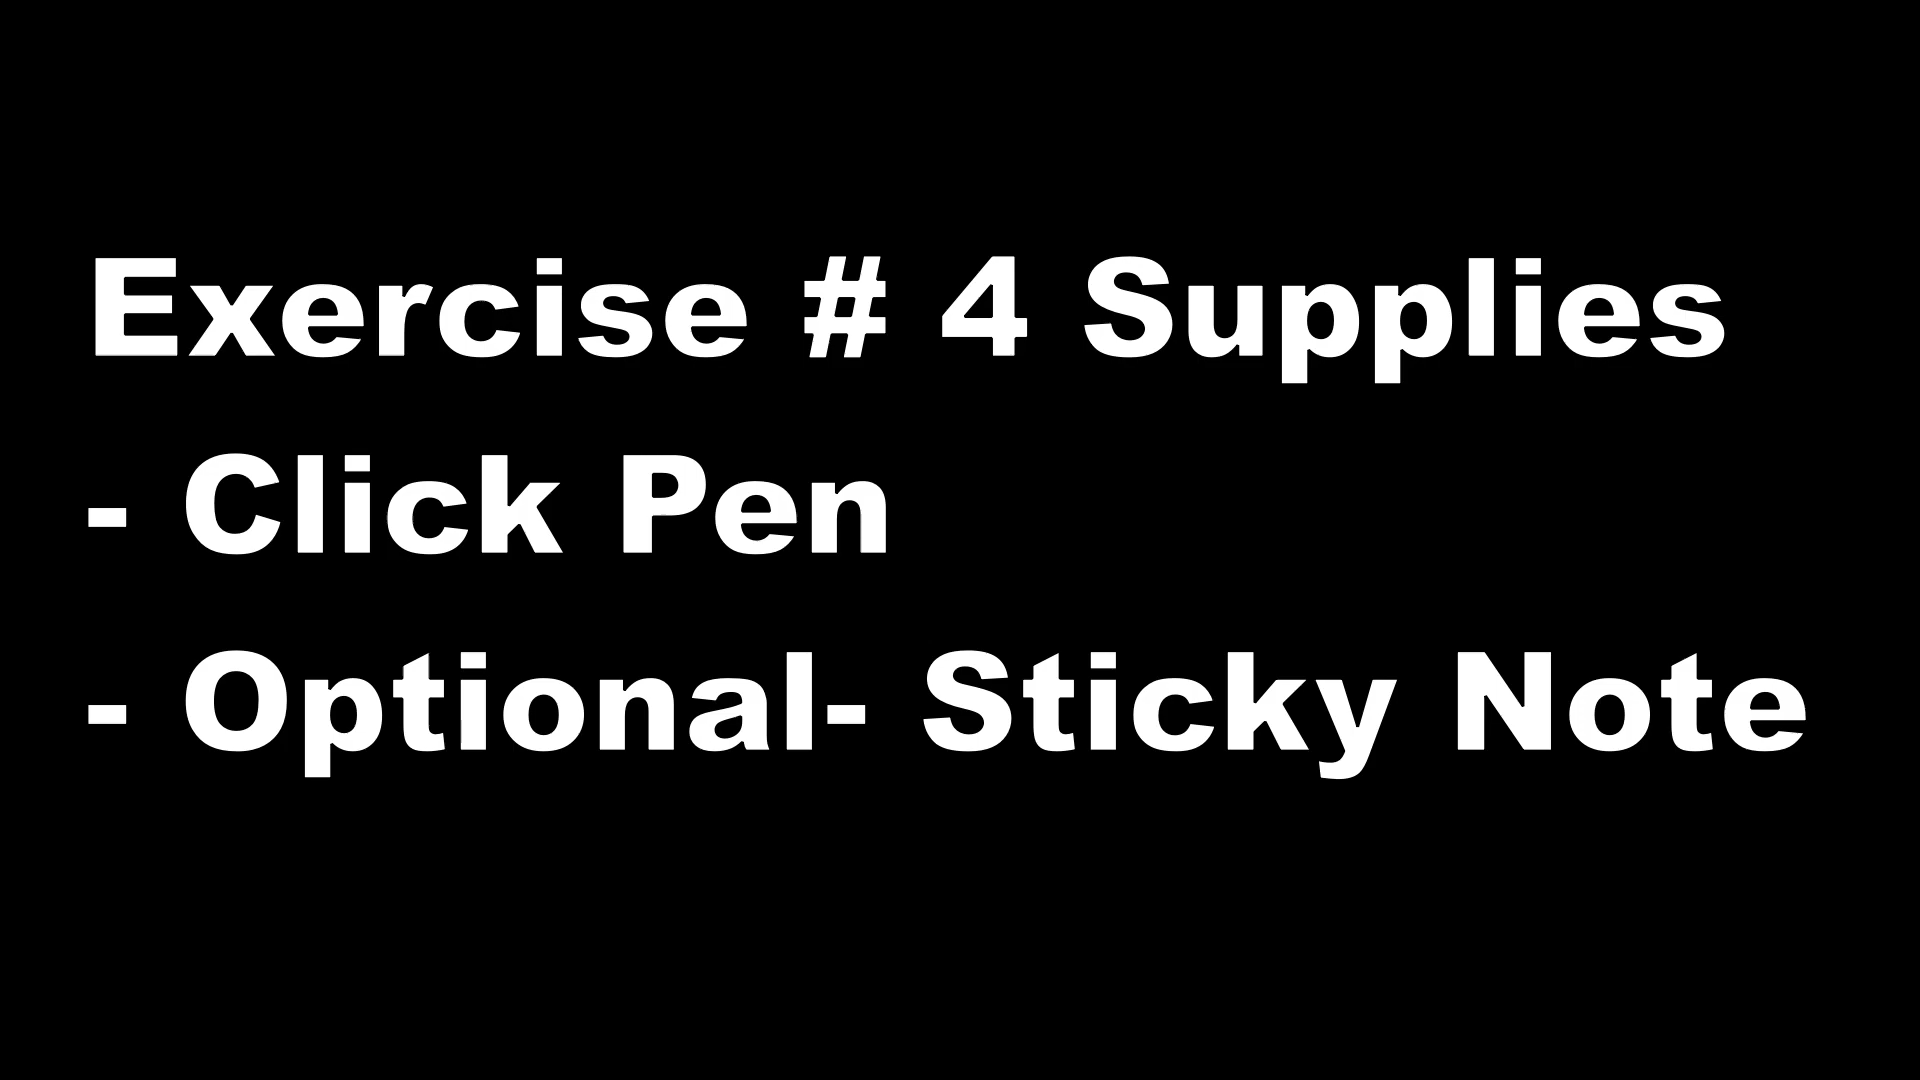 Exercise # 4 Supplies
- Click Pen
- Optional- Sticky Note